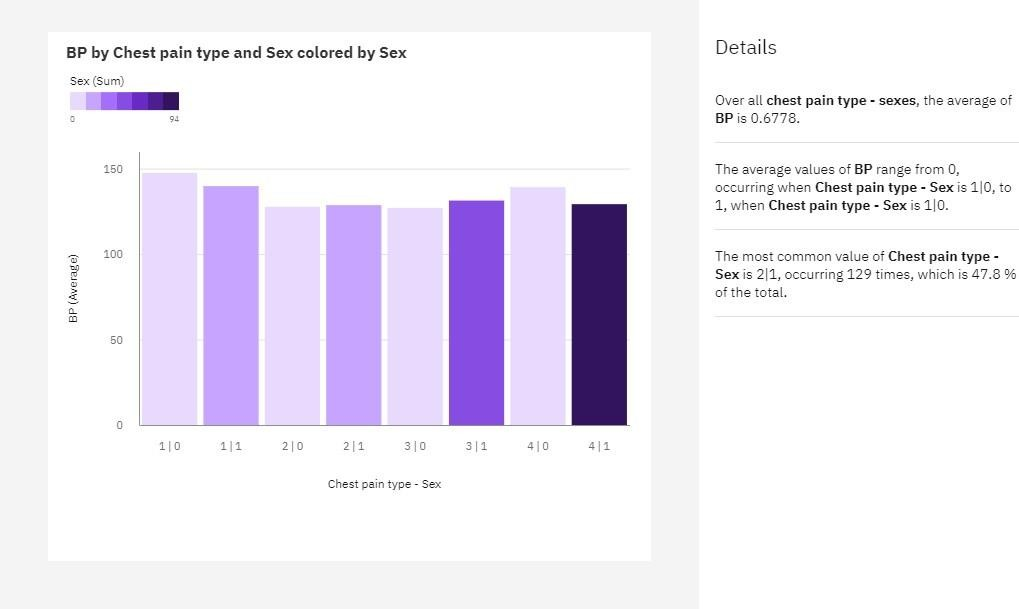 BP by Chest pain type and Sex colored by Sex
Sex (Sum)
0 94
150
100
50
0
BP (Average)
1|0 1|1 2|0 2|1 3|0 3|1 4|0 4|1
Chest pain type - Sex
Details
Over all chest pain type - sexes, the average of
BP is 0.6778.
The average values of BP range from 0,
occurring when Chest pain type - Sex is 1|0, to
1, when Chest pain type - Sex is 1|0.
The most common value of Chest pain type -
Sex is 2|1, occurring 129 times, which is 47.8 %
of the total.